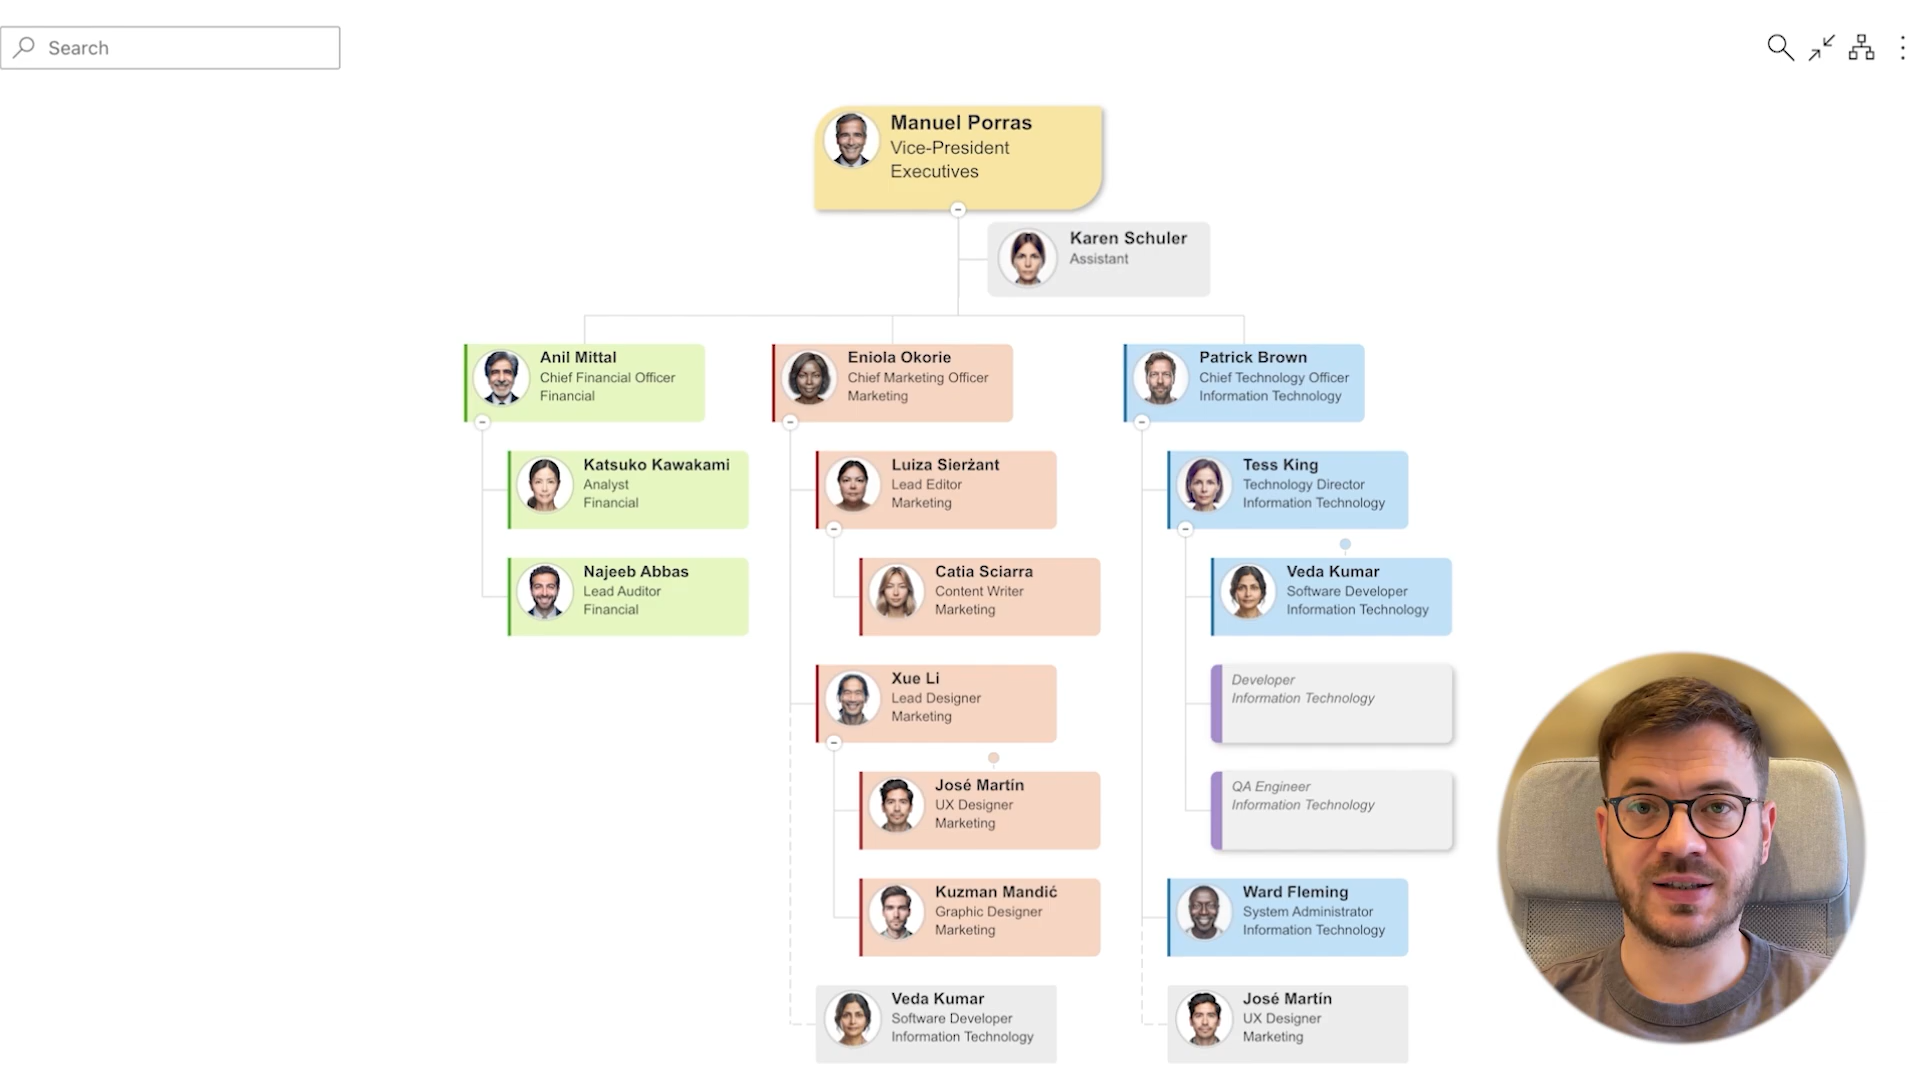 Search
Manuel Porras
Vice-President
Executives
Karen Schuler
Assistant
Anil Mittal
Chief Financial Officer
Financial
Eniola Okorie
Chief Marketing Officer
Marketing
Patrick Brown
Chief Technology Officer
Information Technology
Katsuko Kawakami
Analyst
Financial
Luiza Sierżant
Lead Editor
Marketing
Tess King
Technology Director
Information Technology
Najeeb Abbas
Lead Auditor
Financial
Catia Sciarra
Content Writer
Marketing
Veda Kumar
Software Developer
Information Technology
Xue Li
Lead Designer
Marketing
Developer
Information Technology
José Martín
UX Designer
Marketing
QA Engineer
Information Technology
Kuzman Mandić
Graphic Designer
Marketing
Ward Fleming
System Administrator
Information Technology
Veda Kumar
Software Developer
Information Technology
José Martín
UX Designer
Marketing